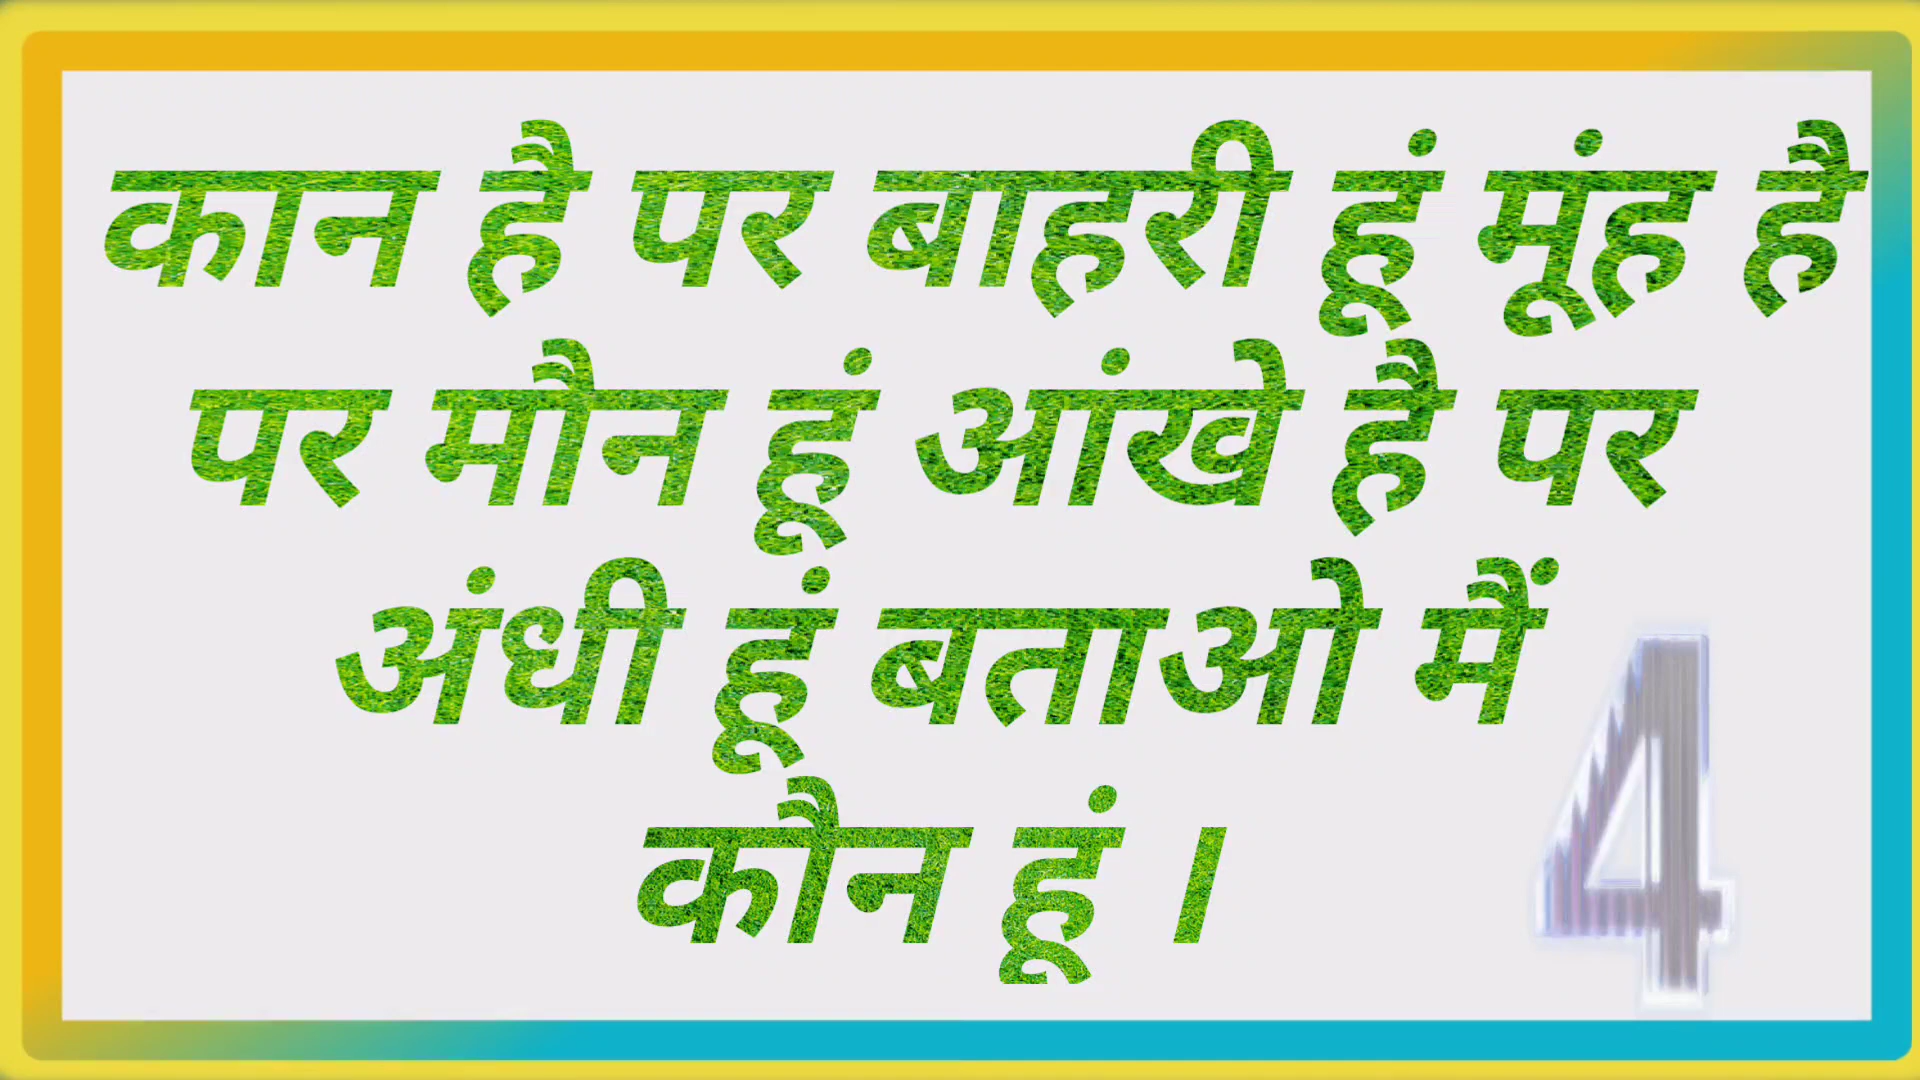 कान है पर बाहरी हूं मूंह है
पर मौन हूं आंखे है पर
अंधी हूं बताओ मैं
कौन हूं ।
4